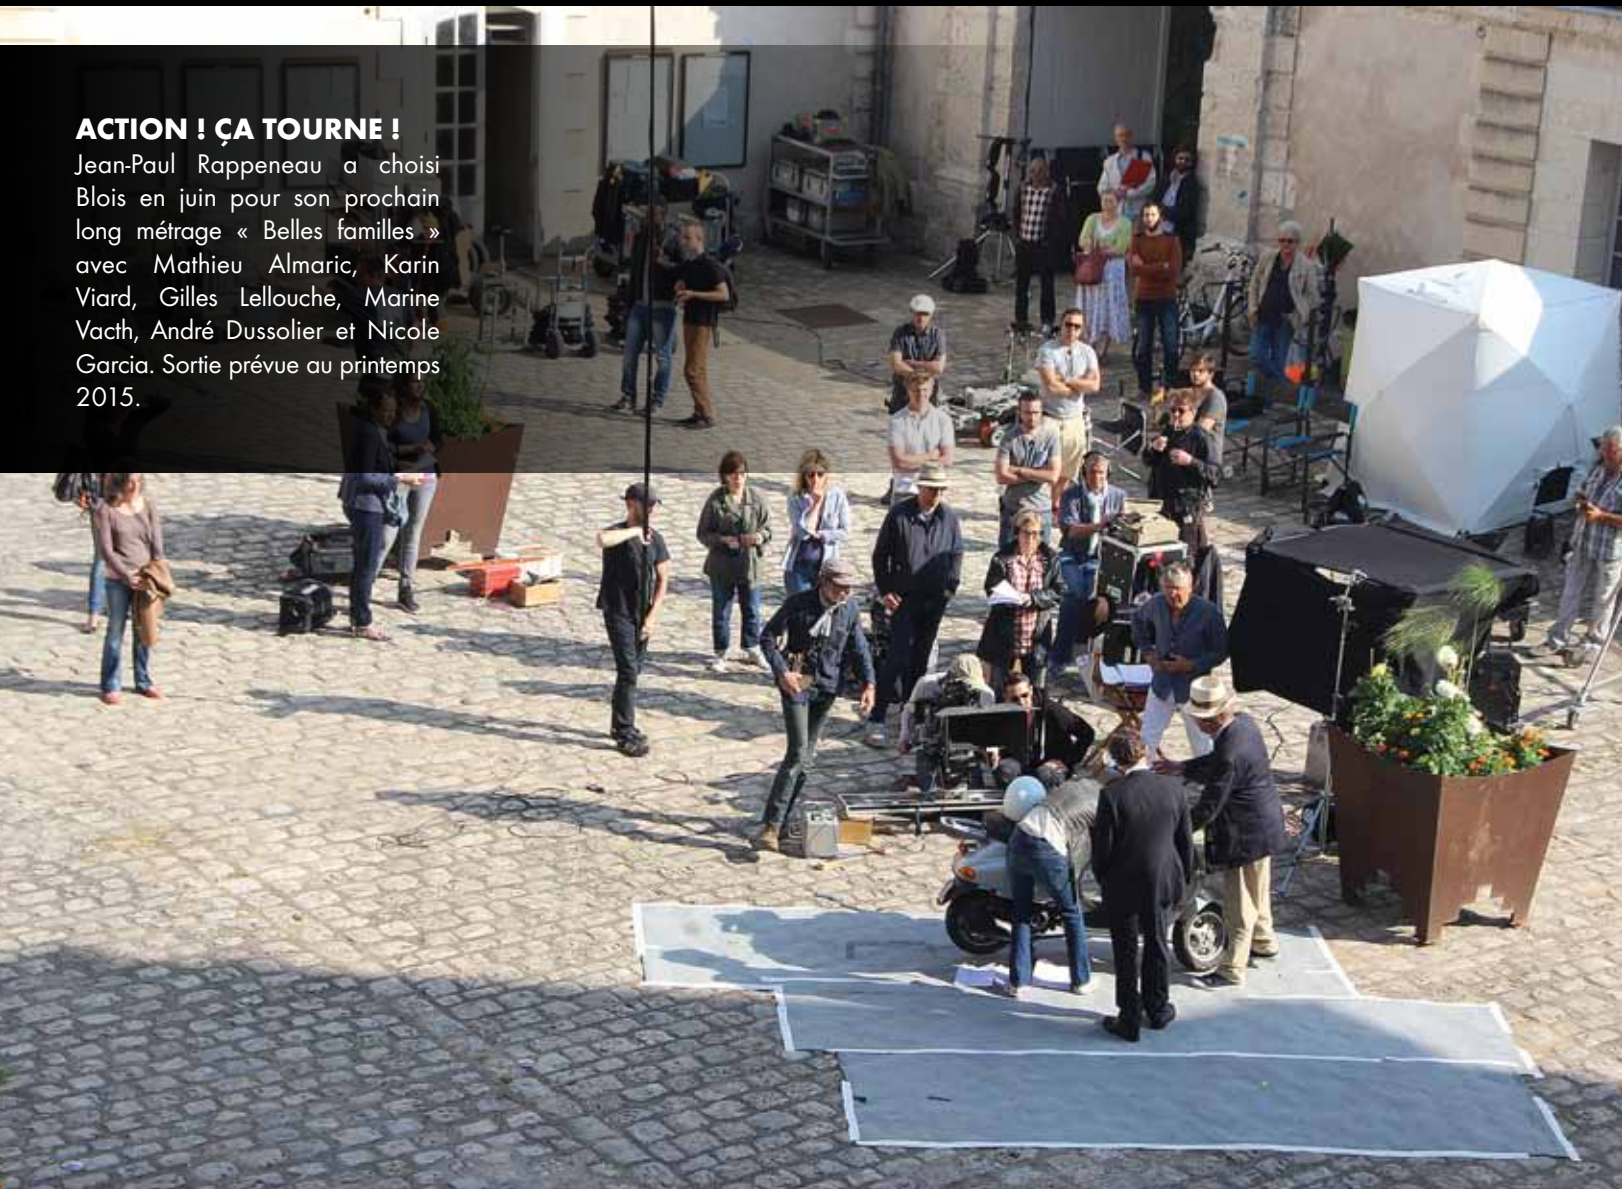 ACTION ! ÇA TOURNE !
Jean-Paul Rappeneau a choisi
Blois en juin pour son prochain
long métrage « Belles familles »
avec Mathieu Almaric, Karin
Viard, Gilles Lellouche, Marine
Vacth, André Dussolier et Nicole
Garcia. Sortie prévue au printemps
2015.